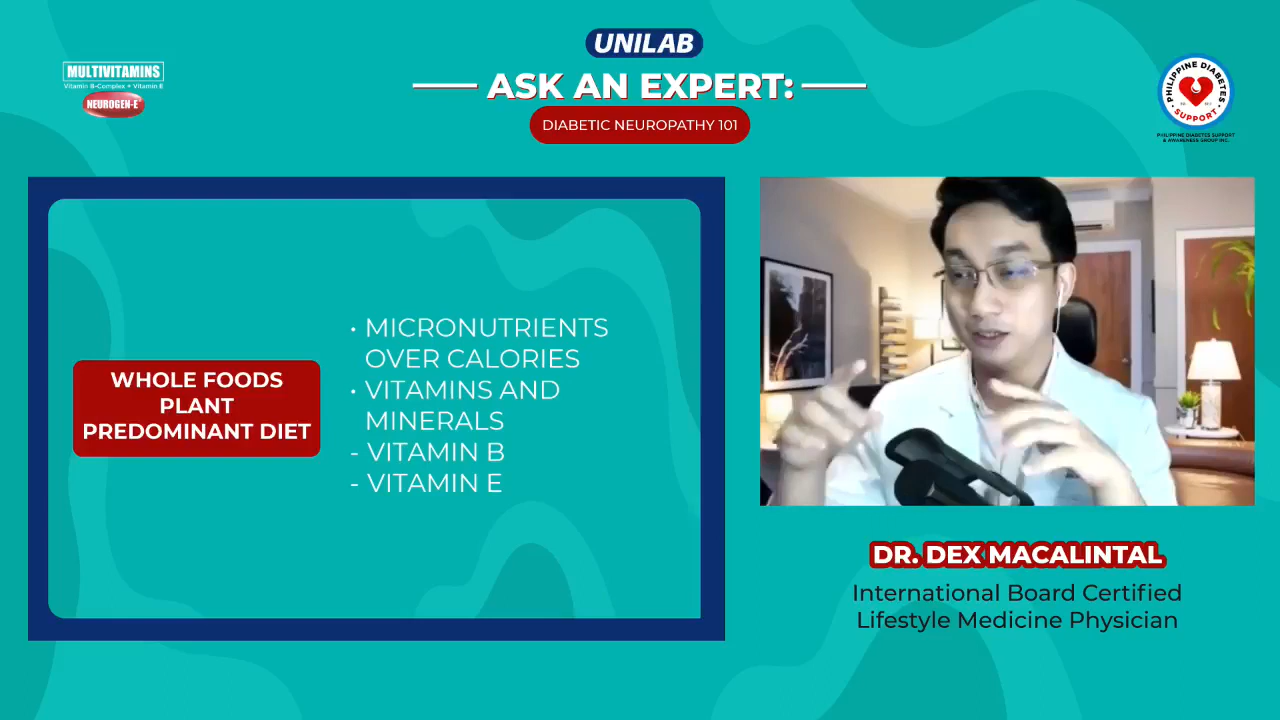 UNILAB
ASK AN EXPERT:
DIABETIC NEUROPATHY 101
MULTIVITAMINS
Vitamin B-Complex + Vitamin E
NEUROGEN-E
PHILIPPINE DIABETES
SUPPORT
PHILIPPINE DIABETES SUPPORT
& AWARENESS GROUP INC.
WHOLE FOODS
PLANT
PREDOMINANT DIET
• MICRONUTRIENTS
OVER CALORIES
• VITAMINS AND
MINERALS
- VITAMIN B
- VITAMIN E
DR. DEX MACALINTAL
International Board Certified
Lifestyle Medicine Physician